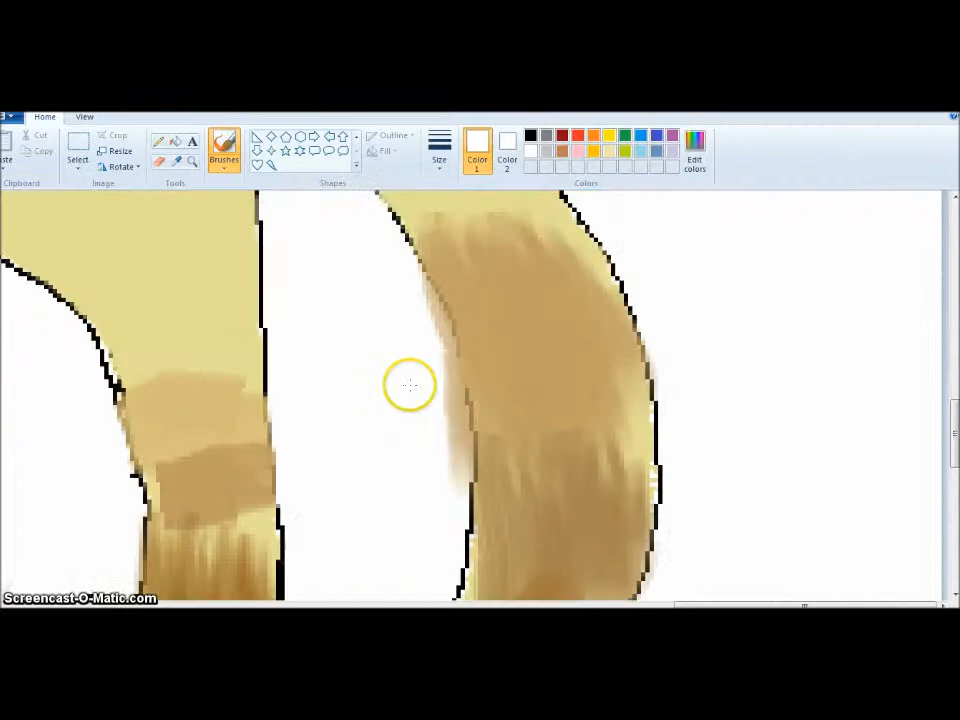 Home View
Cut
Copy
Clipboard
Select
Crop
Resize
Rotate
Image
A
Tools
Brushes
Outline
Fill
Shapes
Size
Color 1
Color 2
Edit colors
Colors
Screencast-O-Matic.com